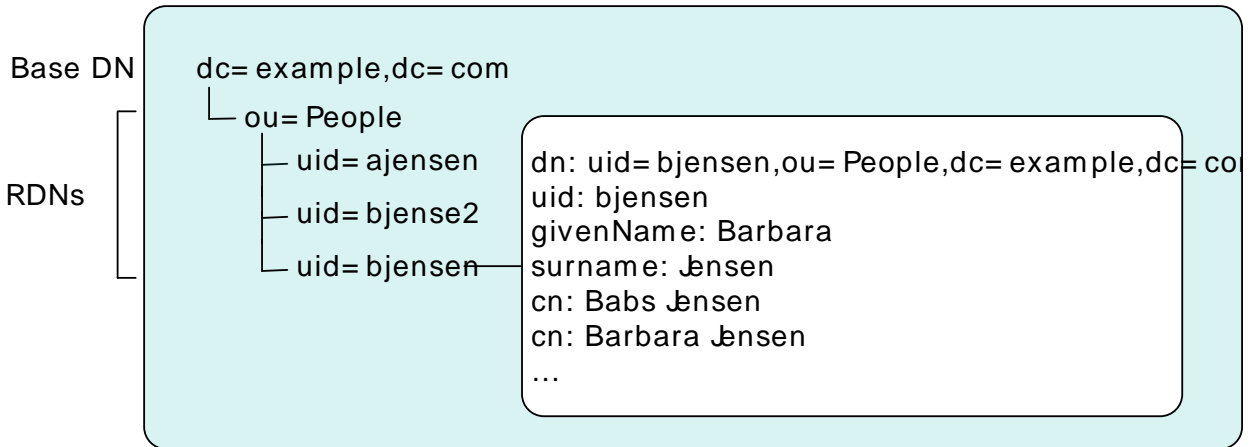 Base DN
dc=example,dc=com
ou=People
RDNs
uid=ajensen
uid=bjense2
uid=bjensen
dn: uid=bjensen,ou=People,dc=example,dc=co
uid: bjensen
givenName: Barbara
surname: Jensen
cn: Babs Jensen
cn: Barbara Jensen
...